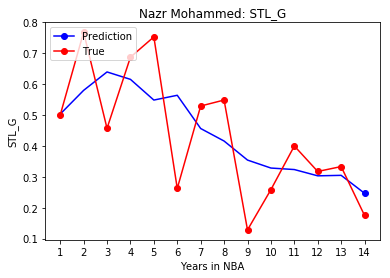 Nazr Mohammed: STL_G
Prediction
True
0.8
0.7
0.6
0.5
0.4
0.3
0.2
0.1
STL_G
1 2 3 4 5 6 7 8 9 10 11 12 13 14
Years in NBA